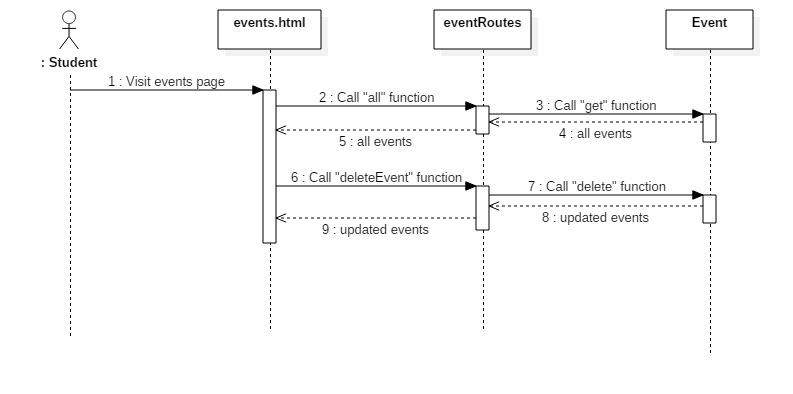 events.html
eventRoutes
Event
: Student
1 : Visit events page
2 : Call "all" function
3 : Call "get" function
4 : all events
5 : all events
6 : Call "deleteEvent" function
7 : Call "delete" function
8 : updated events
9 : updated events